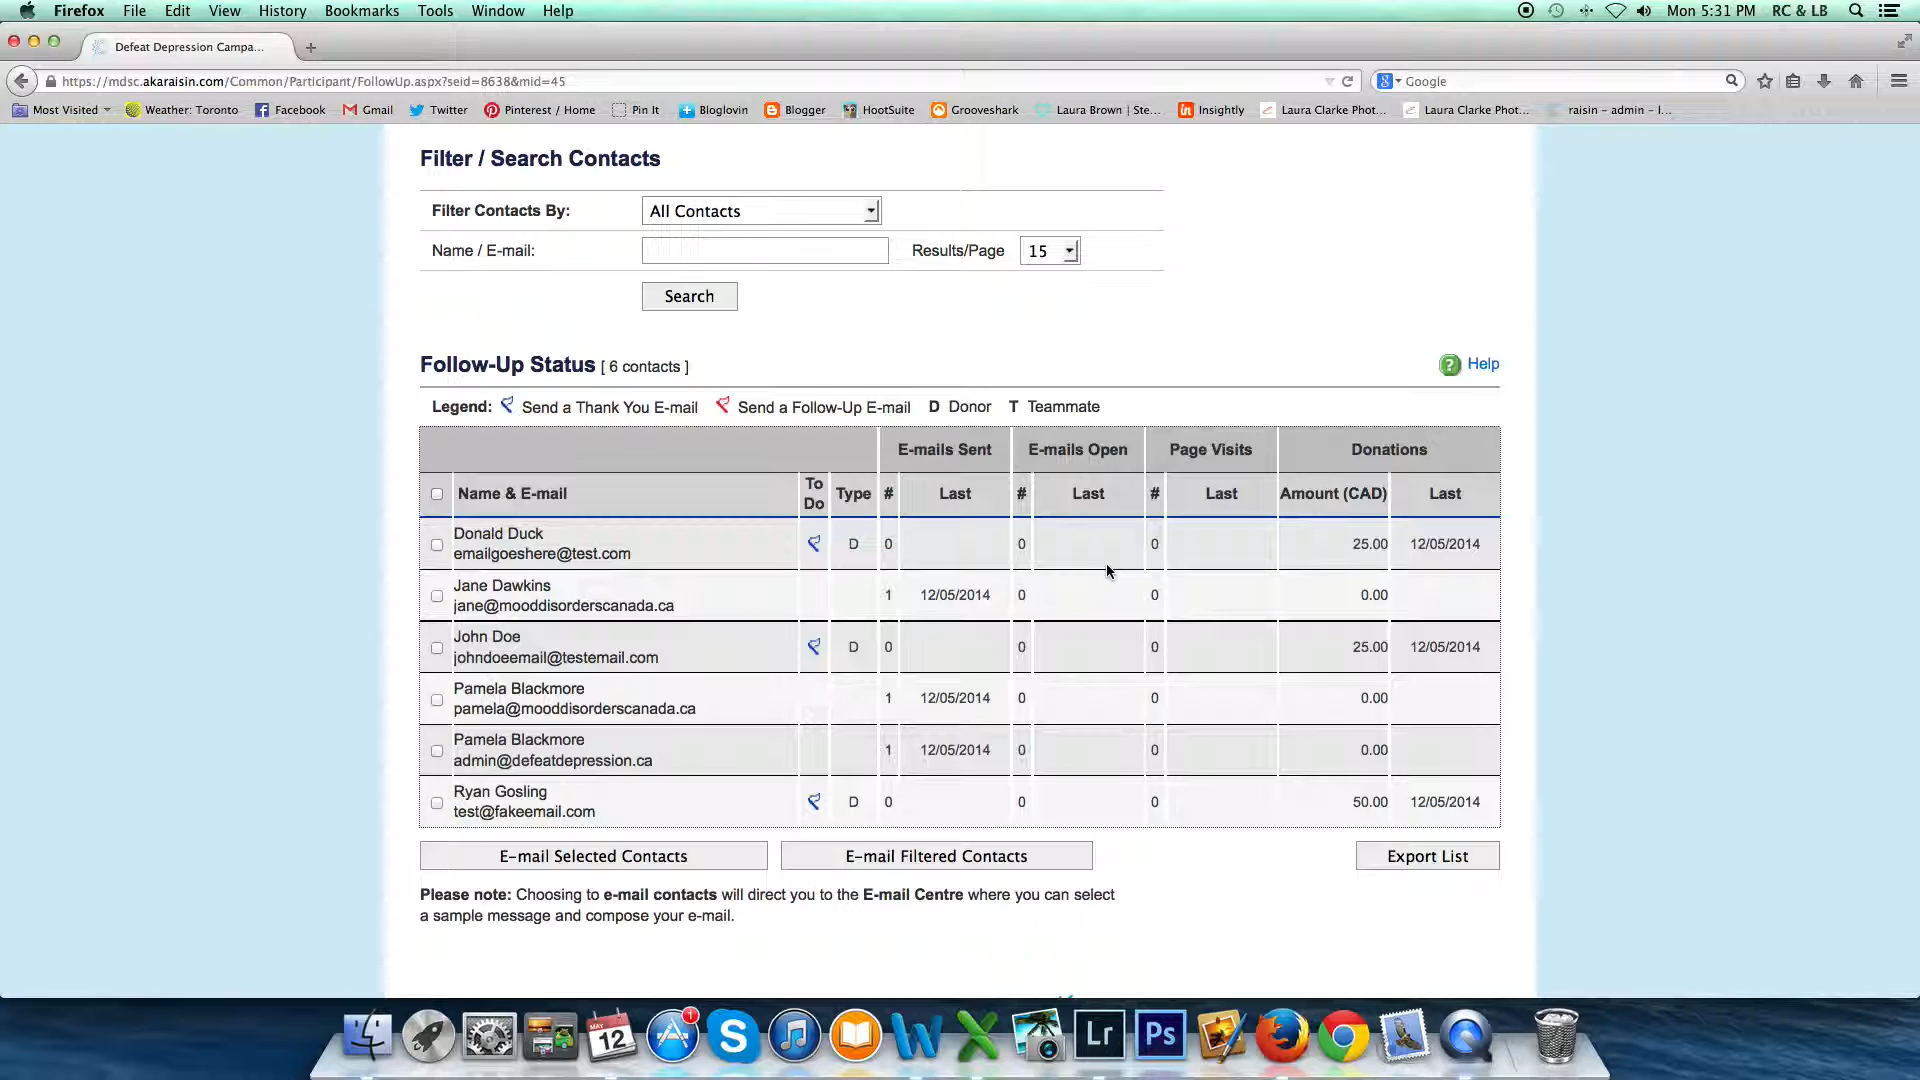 Firefox File Edit View History Bookmarks Tools Window Help Mon 5:31 PM RC & LB
Defeat Depression Campa...
https://mdsc.akaraisin.com/Common/Participant/FollowUp.aspx?seid=8638&mid=45 Google
Most Visited Weather: Toronto Facebook Gmail Twitter Pinterest / Home Pin It Bloglovin Blogger HootSuite Grooveshark Laura Brown | Ste... Insightly Laura Clarke Phot... Laura Clarke Phot... raisin – admin – l...
Filter / Search Contacts
Filter Contacts By: All Contacts
Name / E-mail: Results/Page 15
Search
Follow-Up Status [ 6 contacts ] ? Help
Legend: Send a Thank You E-mail Send a Follow-Up E-mail D Donor T Teammate
E-mails Sent E-mails Open Page Visits Donations
Name & E-mail To Do Type # Last # Last # Last Amount (CAD) Last
Donald Duck
emailgoeshere@test.com D 0 0 0 25.00 12/05/2014
Jane Dawkins
jane@mooddisorderscanada.ca 1 12/05/2014 0 0 0.00
John Doe
johndoeemail@testemail.com D 0 0 0 25.00 12/05/2014
Pamela Blackmore
pamela@mooddisorderscanada.ca 1 12/05/2014 0 0 0.00
Pamela Blackmore
admin@defeatdepression.ca 1 12/05/2014 0 0 0.00
Ryan Gosling
test@fakeemail.com D 0 0 0 50.00 12/05/2014
E-mail Selected Contacts E-mail Filtered Contacts Export List
Please note: Choosing to e-mail contacts will direct you to the E-mail Centre where you can select
a sample message and compose your e-mail.
MAY 12 1 Lr Ps